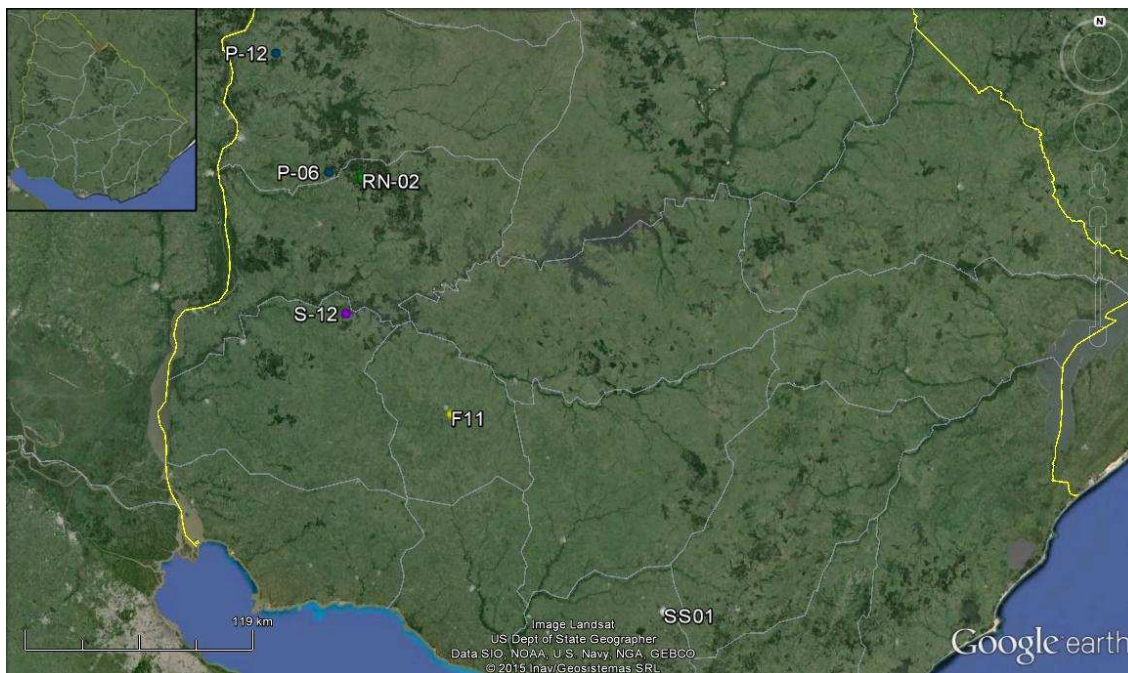 N
P-12
P-06
RN-02
S-12
F11
SS01
119 km
Image Landsat
US Dept of State Geographer
Data SIO, NOAA, U.S. Navy, NGA, GEBCO
© 2015 Inav/Geosistemas SRL
Google earth